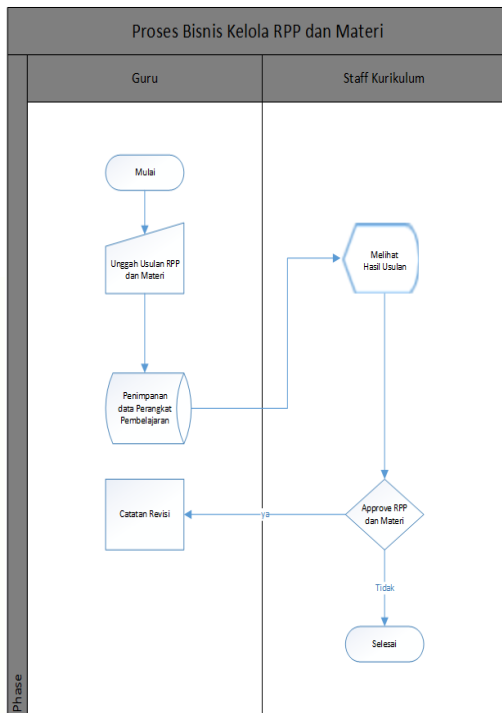 Proses Bisnis Kelola RPP dan Materi
Guru
Staff Kurikulum
Mulai
Unggah Usulan RPP
dan Materi
Melihat
Hasil Usulan
Penimpanan
data Perangkat
Pembelajaran
Catatan Revisi
ya
Approve RPP
dan Materi
Tidak
Selesai
Phase